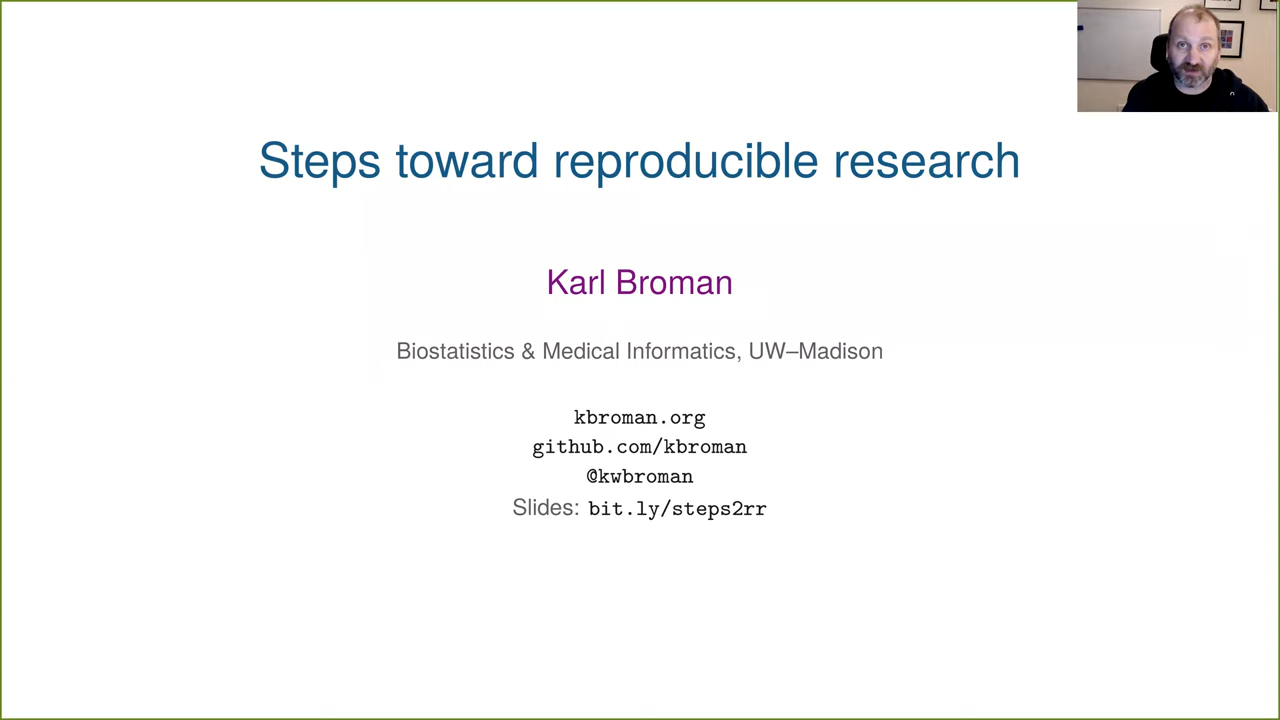 Steps toward reproducible research
Karl Broman
Biostatistics & Medical Informatics, UW–Madison
kbroman.org
github.com/kbroman
@kwbroman
Slides: bit.ly/steps2rr